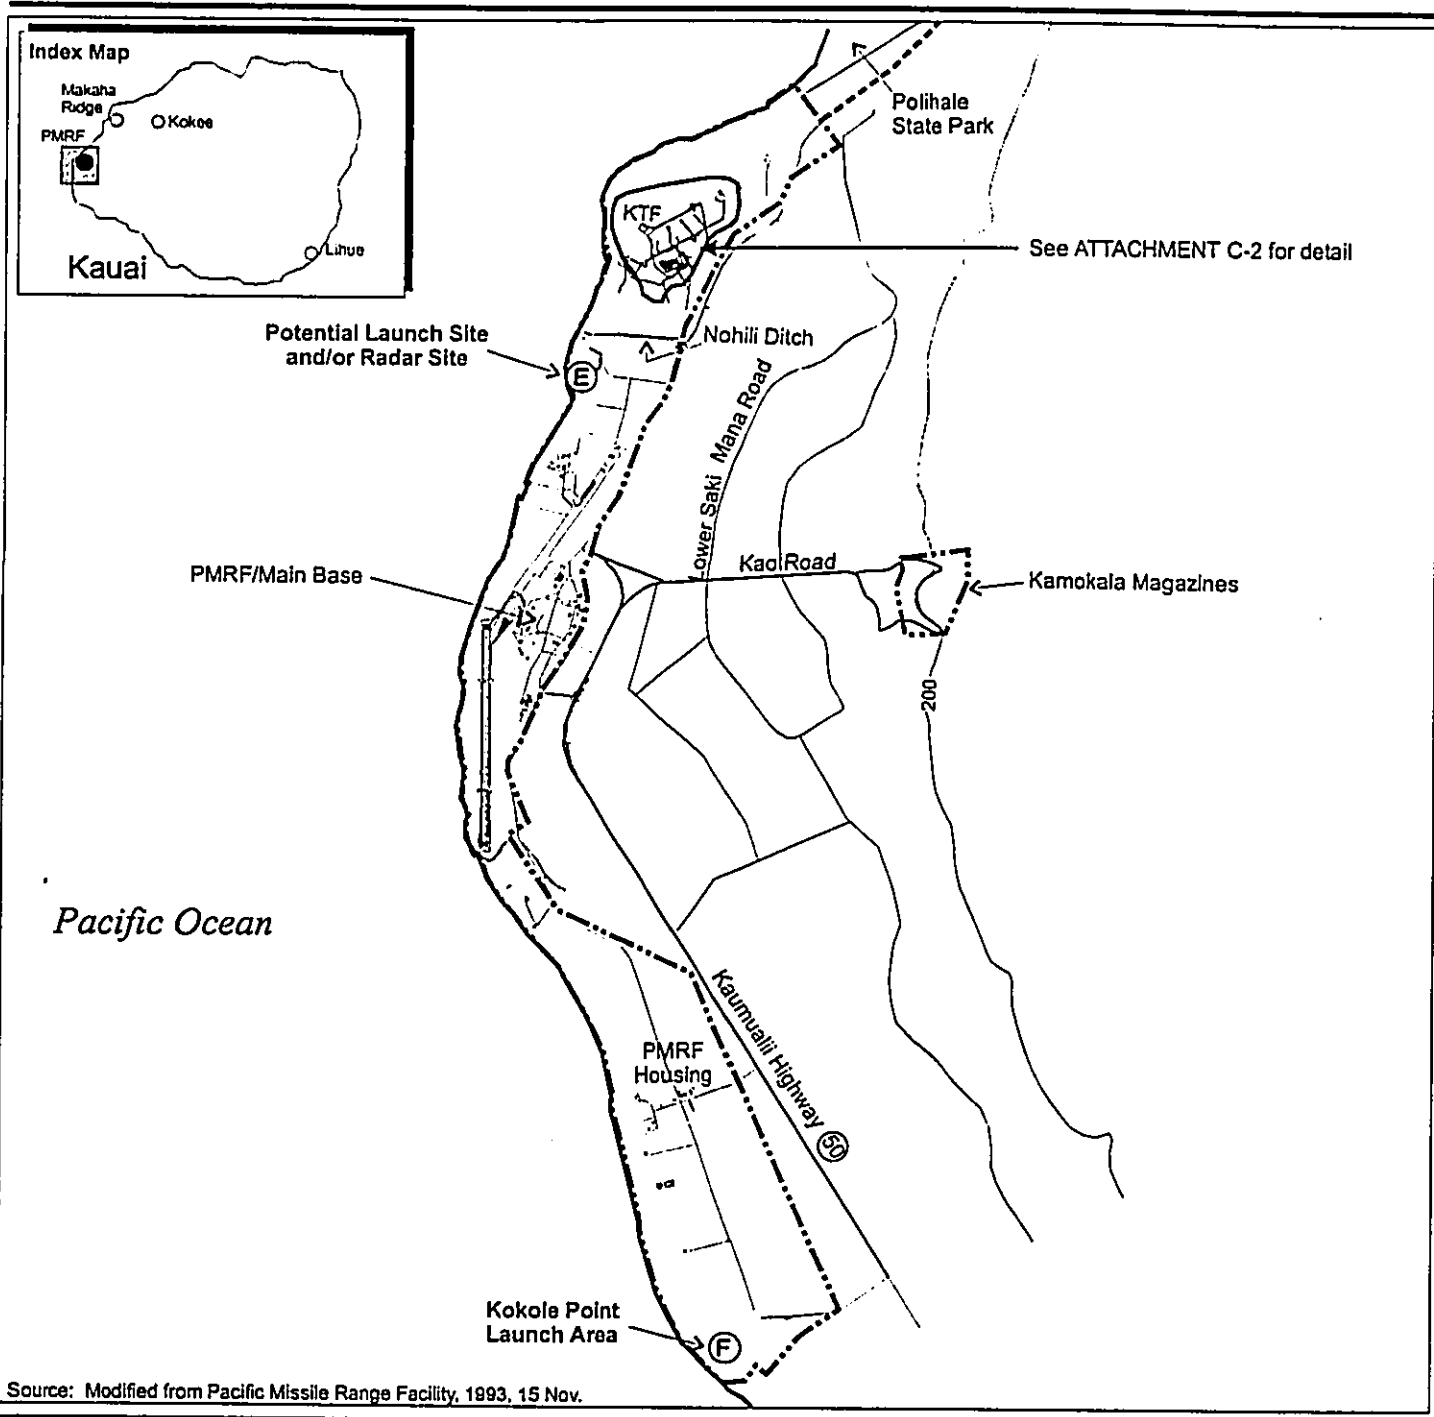 Index Map
Makaha
Ridge
Kokee
PMRF
Lihue
Kauai
Polihale
State Park
KTF
See ATTACHMENT C-2 for detail
Potential Launch Site
and/or Radar Site
E
Nohili Ditch
Lower Saki Mana Road
Kao Road
PMRF/Main Base
Kamokala Magazines
200
Pacific Ocean
Kaumualii Highway 50
PMRF
Housing
Kokole Point
Launch Area
F
Source: Modified from Pacific Missile Range Facility, 1993, 15 Nov.